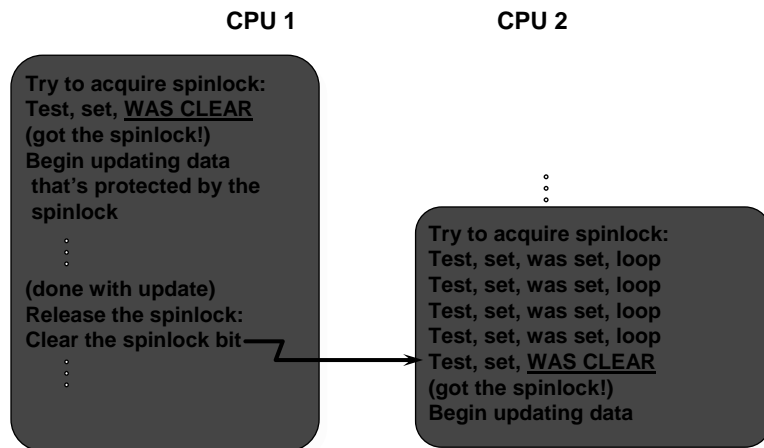 CPU 1
Try to acquire spinlock:
Test, set, WAS CLEAR
(got the spinlock!)
Begin updating data
that’s protected by the
spinlock
(done with update)
Release the spinlock:
Clear the spinlock bit
CPU 2
Try to acquire spinlock:
Test, set, was set, loop
Test, set, was set, loop
Test, set, was set, loop
Test, set, was set, loop
Test, set, WAS CLEAR
(got the spinlock!)
Begin updating data